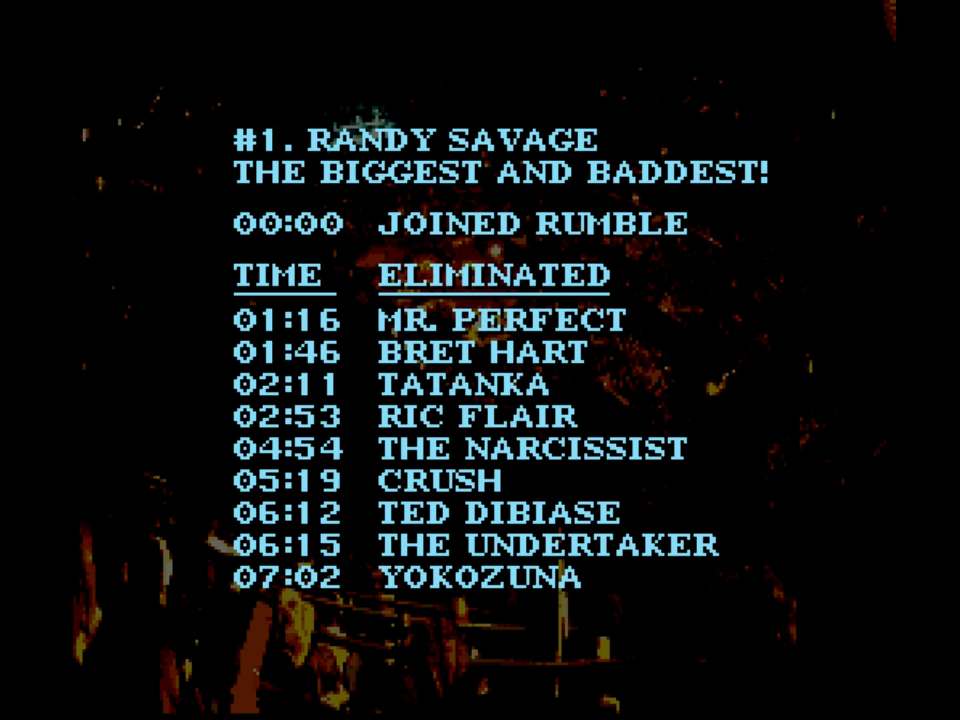 #1. RANDY SAVAGE
THE BIGGEST AND BADDEST!
00:00 JOINED RUMBLE
TIME ELIMINATED
01:16 MR. PERFECT
01:46 BRET HART
02:11 TATANKA
02:53 RIC FLAIR
04:54 THE NARCISSIST
05:19 CRUSH
06:12 TED DIBIASE
06:15 THE UNDERTAKER
07:02 YOKOZUNA